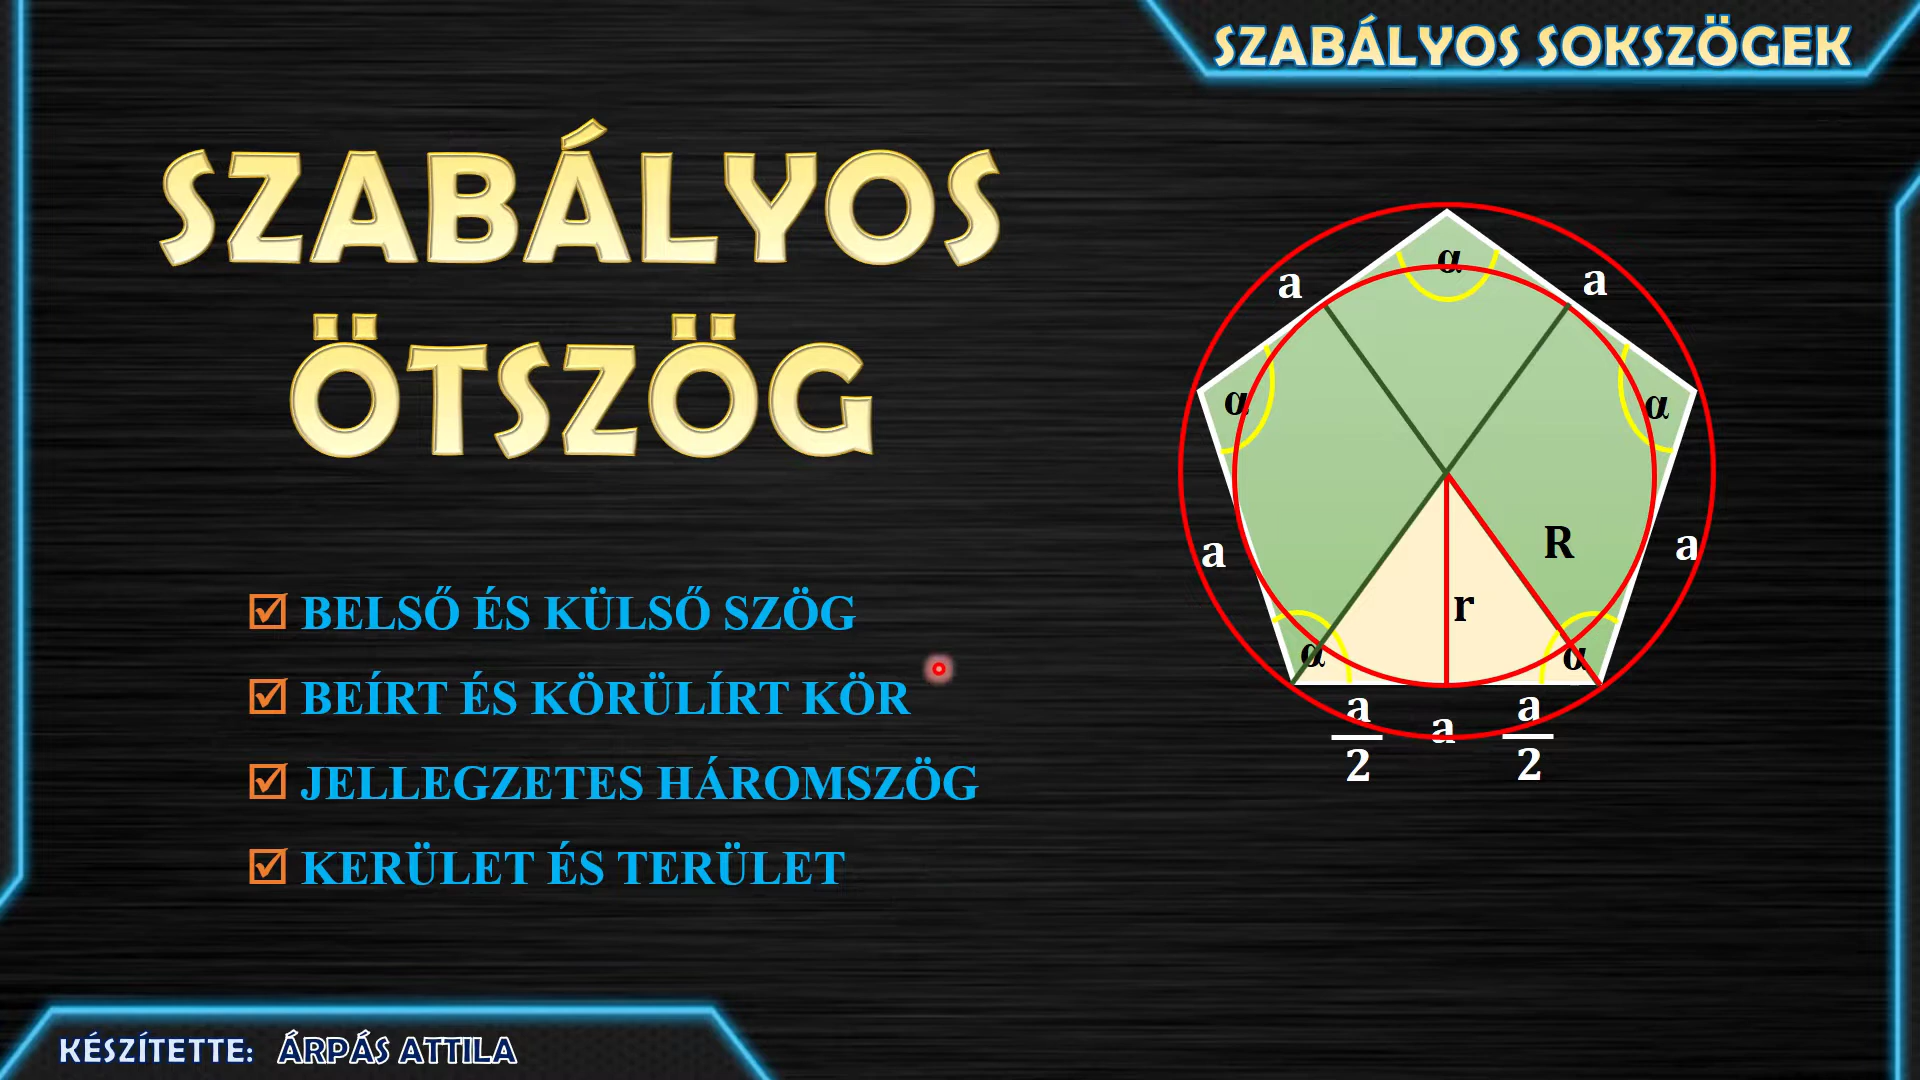 SZABÁLYOS SOKSZÖGEK
SZABÁLYOS
ÖTSZÖG
BELSŐ ÉS KÜLSŐ SZÖG
BEÍRT ÉS KÖRÜLÍRT KÖR
JELLEGZETES HÁROMSZÖG
KERÜLET ÉS TERÜLET
α
a
a
α
α
a
R
a
r
α
α
a
2
a
a
2
KÉSZÍTETTE: ÁRPÁS ATTILA